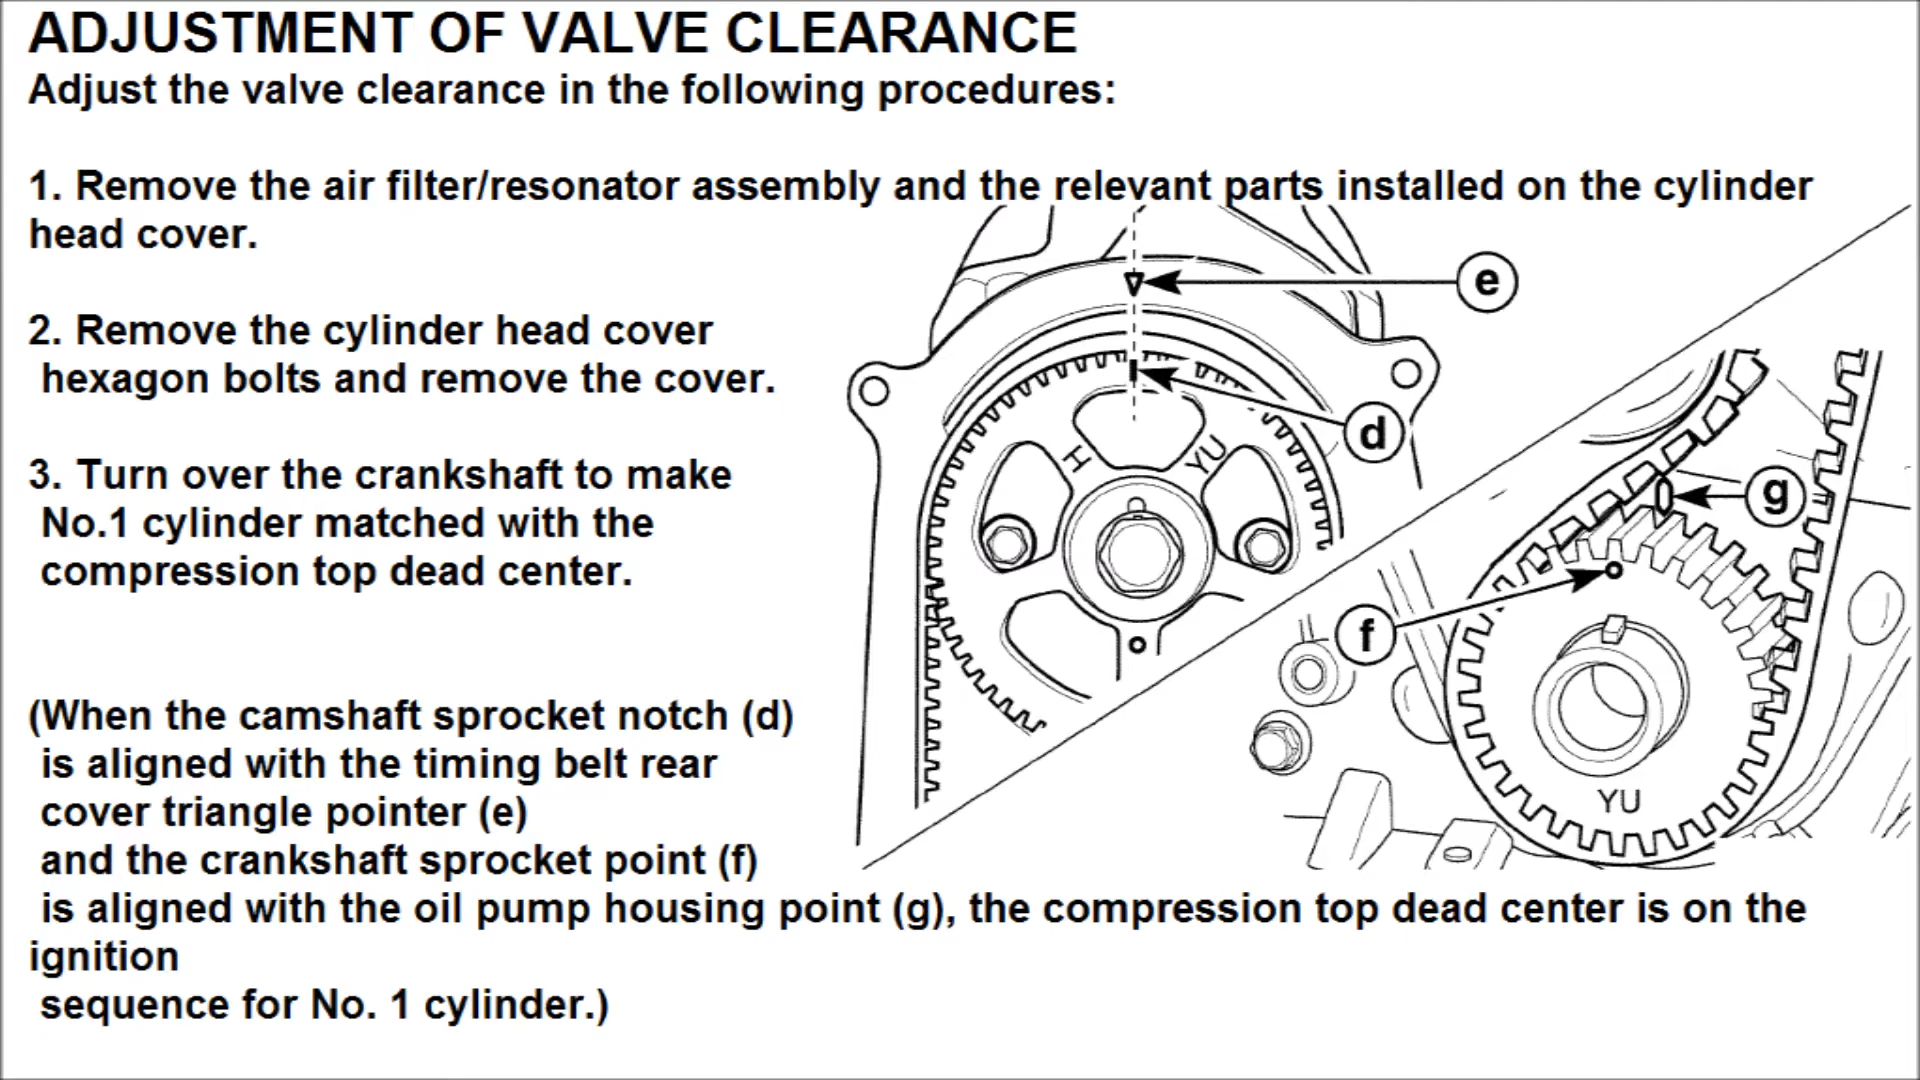 ADJUSTMENT OF VALVE CLEARANCE
Adjust the valve clearance in the following procedures:
1. Remove the air filter/resonator assembly and the relevant parts installed on the cylinder
head cover.
2. Remove the cylinder head cover
hexagon bolts and remove the cover.
3. Turn over the crankshaft to make
No.1 cylinder matched with the
compression top dead center.
(When the camshaft sprocket notch (d)
is aligned with the timing belt rear
cover triangle pointer (e)
and the crankshaft sprocket point (f)
is aligned with the oil pump housing point (g), the compression top dead center is on the
ignition
sequence for No. 1 cylinder.)
e
d
H YU
g
f
YU